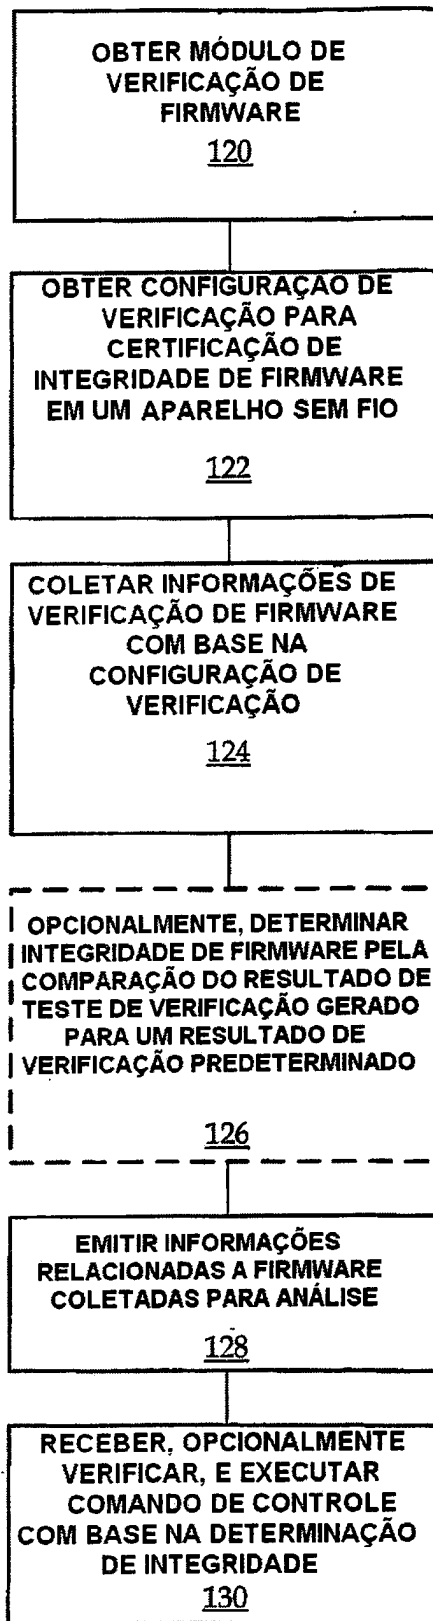 OBTER MÓDULO DE
VERIFICAÇÃO DE
FIRMWARE
120
OBTER CONFIGURAÇÃO DE
VERIFICAÇÃO PARA
CERTIFICAÇÃO DE
INTEGRIDADE DE FIRMWARE
EM UM APARELHO SEM FIO
122
COLETAR INFORMAÇÕES DE
VERIFICAÇÃO DE FIRMWARE
COM BASE NA
CONFIGURAÇÃO DE
VERIFICAÇÃO
124
OPCIONALMENTE, DETERMINAR
INTEGRIDADE DE FIRMWARE PELA
COMPARAÇÃO DO RESULTADO DE
TESTE DE VERIFICAÇÃO GERADO
PARA UM RESULTADO DE
VERIFICAÇÃO PREDETERMINADO
126
EMITIR INFORMAÇÕES
RELACIONADAS A FIRMWARE
COLETADAS PARA ANÁLISE
128
RECEBER, OPCIONALMENTE
VERIFICAR, E EXECUTAR
COMANDO DE CONTROLE
COM BASE NA DETERMINAÇÃO
DE INTEGRIDADE
130